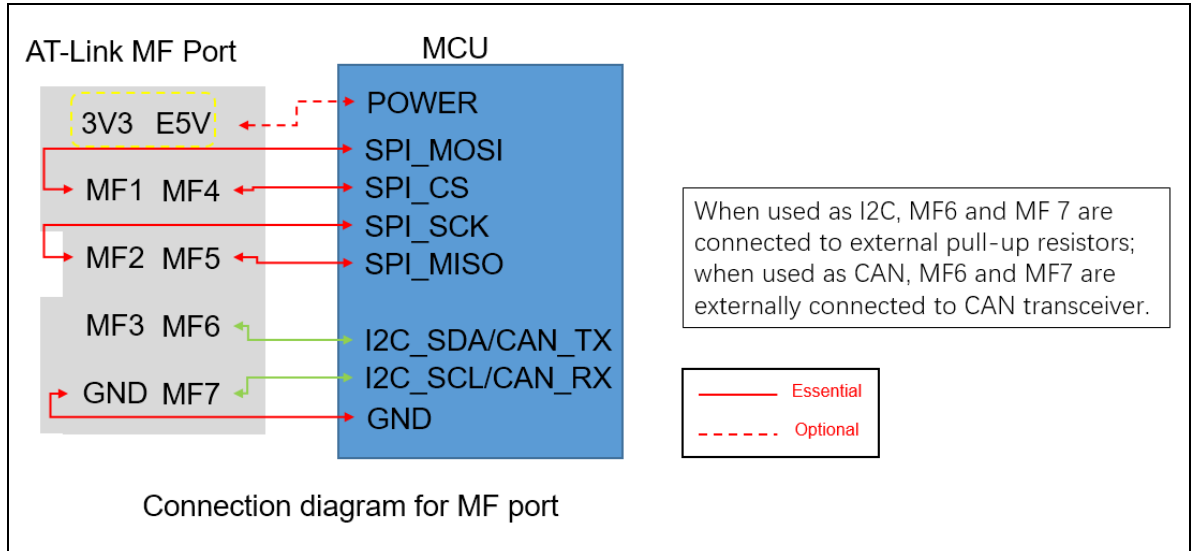 AT-Link MF Port
MCU
3V3 E5V
POWER
SPI_MOSI
MF1 MF4
SPI_CS
SPI_SCK
MF2 MF5
SPI_MISO
MF3 MF6
I2C_SDA/CAN_TX
GND MF7
I2C_SCL/CAN_RX
GND
When used as I2C, MF6 and MF 7 are
connected to external pull-up resistors;
when used as CAN, MF6 and MF7 are
externally connected to CAN transceiver.
Essential
Optional
Connection diagram for MF port